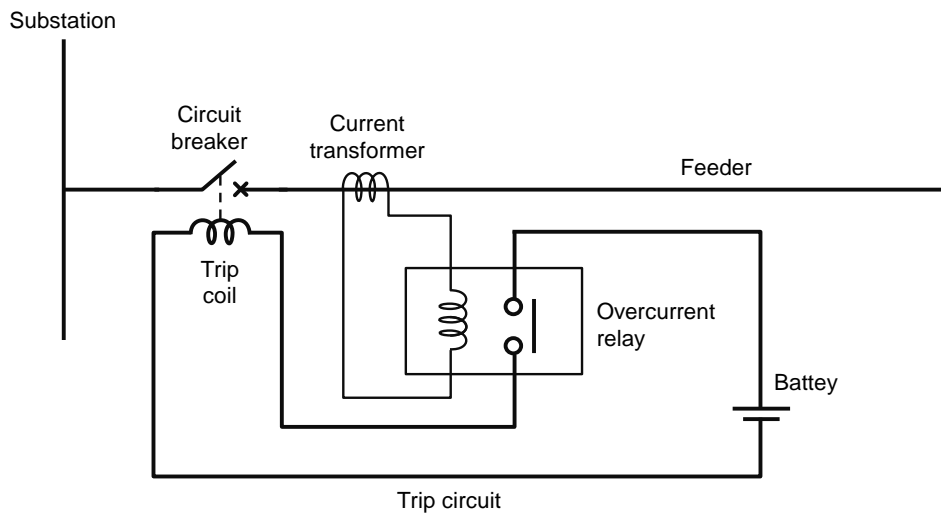 Substation
Circuit
breaker
Current
transformer
Feeder
Trip
coil
Overcurrent
relay
Battey
Trip circuit